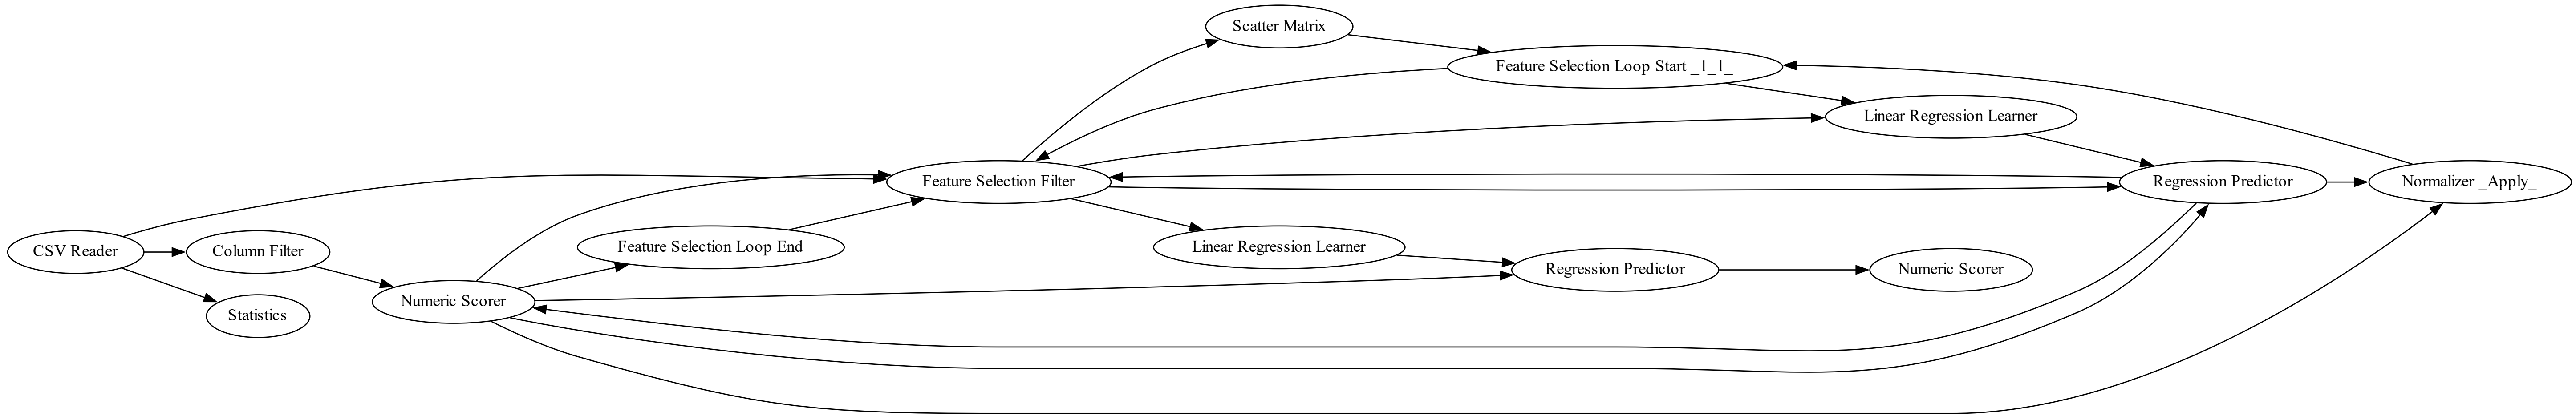 Scatter Matrix
Feature Selection Loop Start _1_1_
Linear Regression Learner
Feature Selection Filter
Regression Predictor
Normalizer _Apply_
CSV Reader
Column Filter
Feature Selection Loop End
Linear Regression Learner
Regression Predictor
Numeric Scorer
Numeric Scorer
Statistics